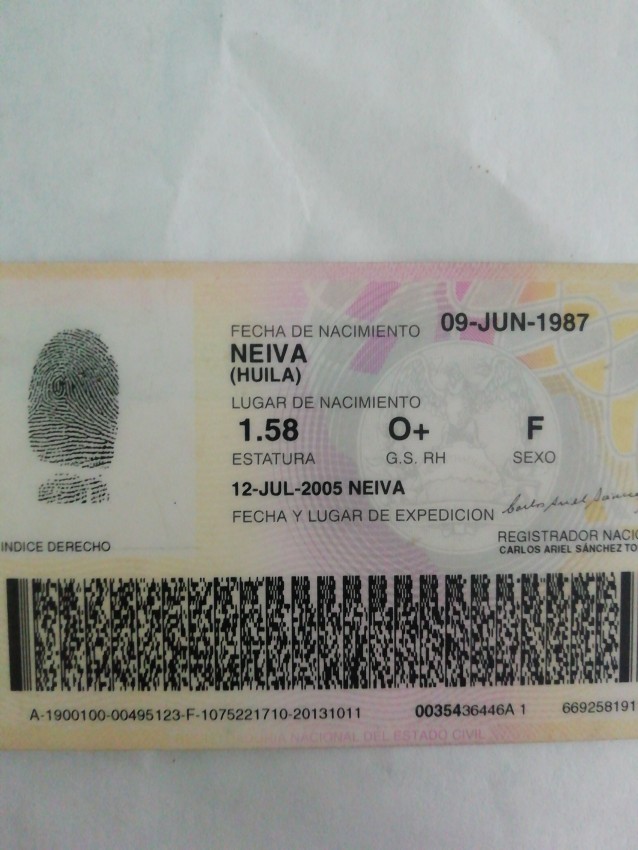 FECHA DE NACIMIENTO 09-JUN-1987
NEIVA
(HUILA)
LUGAR DE NACIMIENTO
1.58 O+ F
ESTATURA G.S. RH SEXO
12-JUL-2005 NEIVA
FECHA Y LUGAR DE EXPEDICION
INDICE DERECHO
REGISTRADOR NACIO
CARLOS ARIEL SÁNCHEZ TO
A-1900100-00495123-F-1075221710-20131011 0035436446A 1 669258191
NACIONAL DEL ESTADO CIVIL